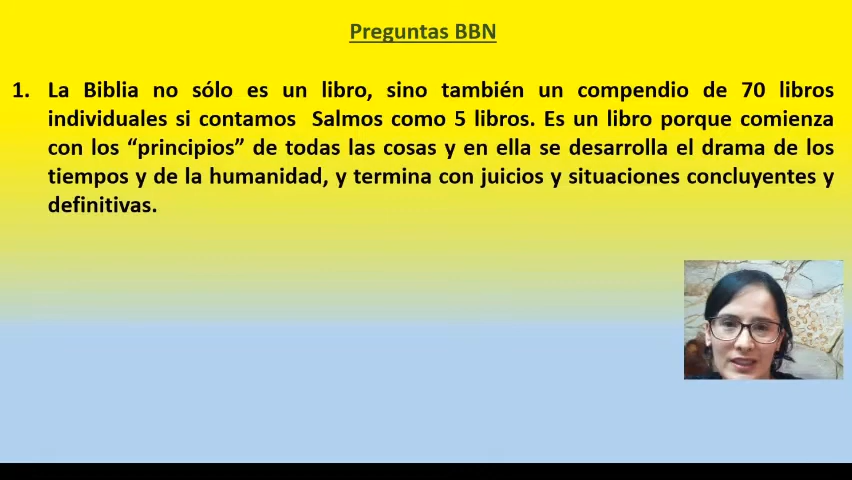 Preguntas BBN
1. La Biblia no sólo es un libro, sino también un compendio de 70 libros
individuales si contamos Salmos como 5 libros. Es un libro porque comienza
con los “principios” de todas las cosas y en ella se desarrolla el drama de los
tiempos y de la humanidad, y termina con juicios y situaciones concluyentes y
definitivas.